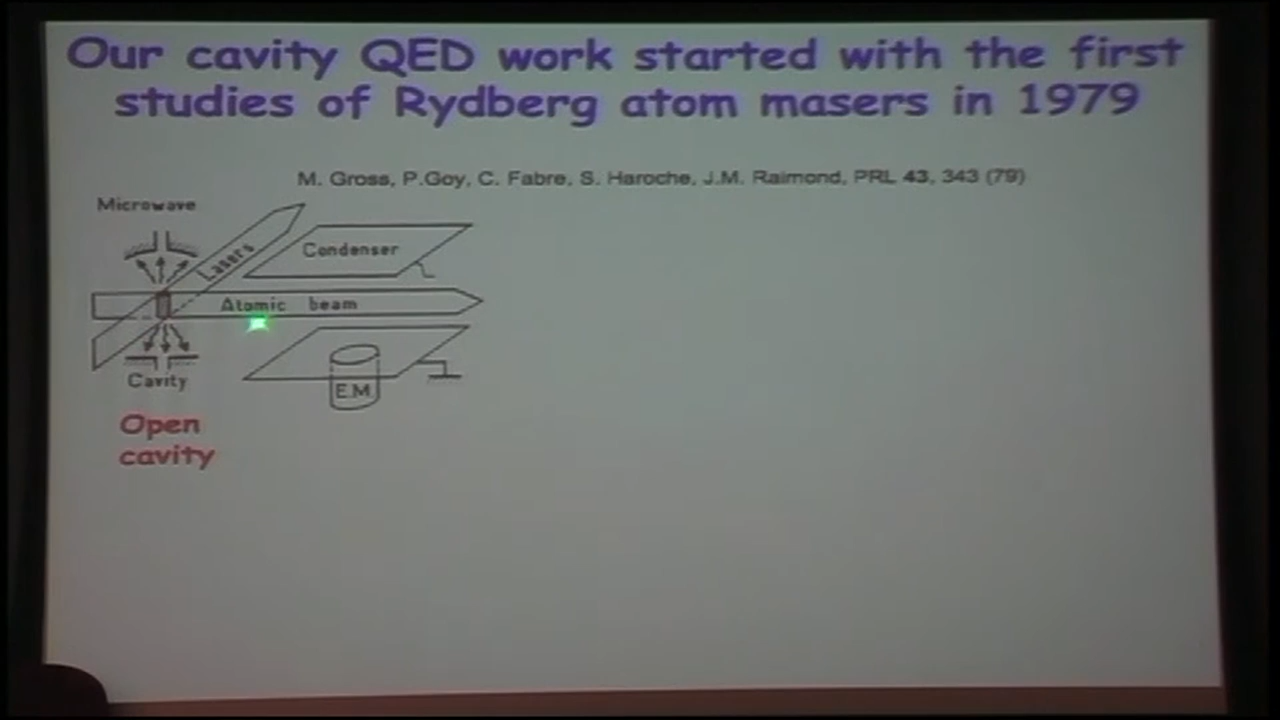 Our cavity QED work started with the first
studies of Rydberg atom masers in 1979
M. Gross, P.Goy, C. Fabre, S. Haroche, J.M. Raimond, PRL 43, 343 (79)
Microwave
Lasers
Condenser
Atomic beam
Cavity
E.M.
Open
cavity